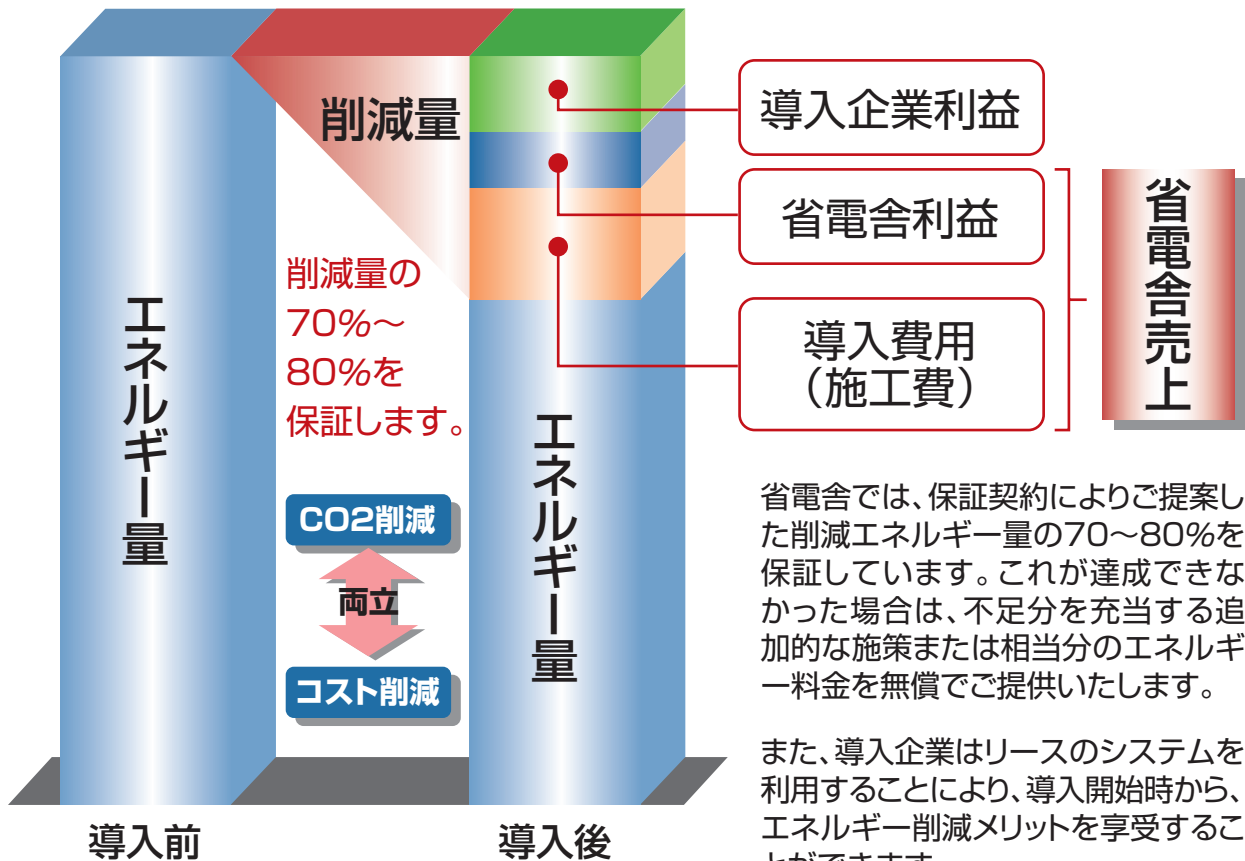 削減量
導入企業利益
省電舎利益
導入費用
（施工費）
省電舎売上
エネルギー量
削減量の
70%〜
80%を
保証します。
CO2削減
両立
コスト削減
エネルギー量
導入前
導入後
省電舎では、保証契約によりご提案し
た削減エネルギー量の70〜80%を
保証しています。これが達成できな
かった場合は、不足分を充当する追
加的な施策または相当分のエネルギ
ー料金を無償でご提供いたします。
また、導入企業はリースのシステムを
利用することにより、導入開始時から、
エネルギー削減メリットを享受するこ
とができます。